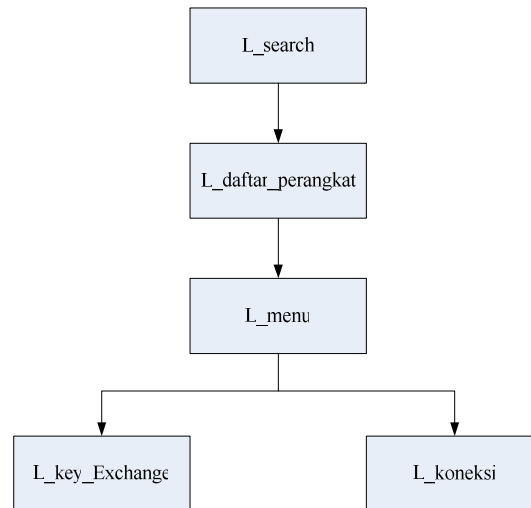 L_search
L_daftar_perangkat
L_menu
L_key_Exchange
L_koneksi